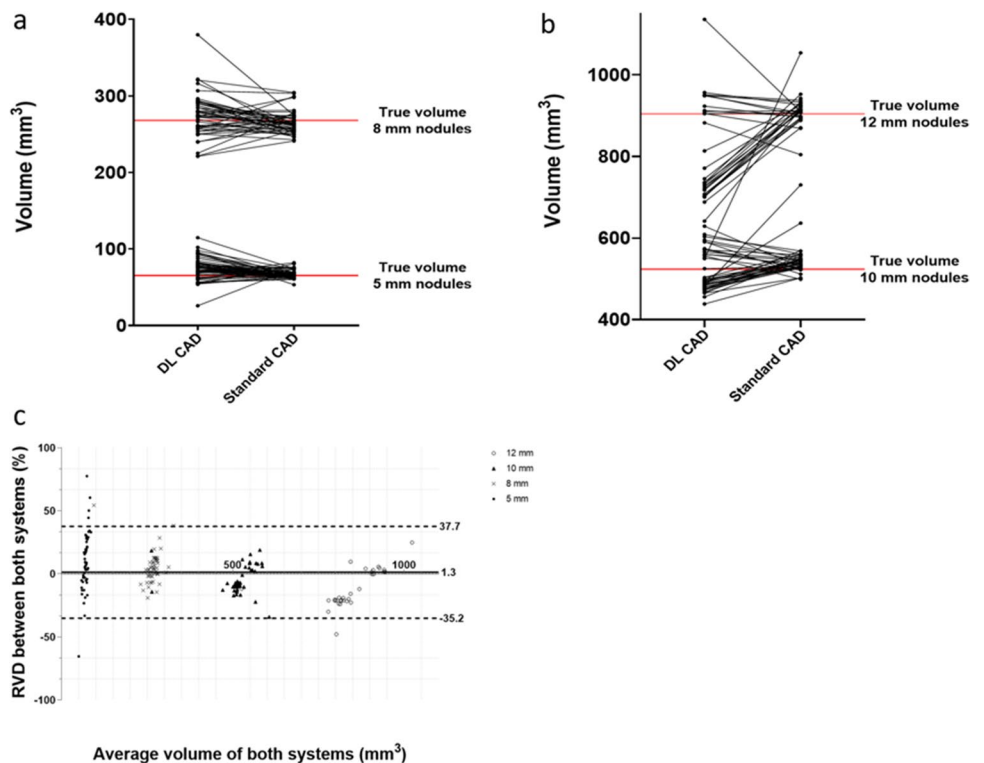 a
400
300
200
100
0
Volume (mm³)
True volume
8 mm nodules
True volume
5 mm nodules
DL CAD
Standard CAD
b
1000
800
600
400
Volume (mm³)
True volume
12 mm nodules
True volume
10 mm nodules
DL CAD
Standard CAD
c
100
50
0
-50
-100
RVD between both systems (%)
37.7
1.3
-35.2
500
1000
12 mm
10 mm
8 mm
5 mm
Average volume of both systems (mm³)